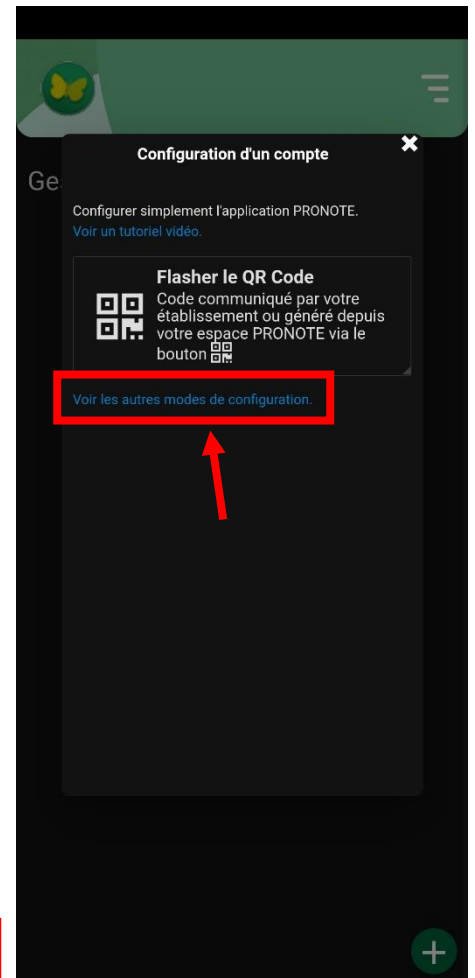 Configuration d'un compte
Ge
Configurer simplement l'application PRONOTE.
Voir un tutoriel vidéo.
Flasher le QR Code
Code communiqué par votre
établissement ou généré depuis
votre espace PRONOTE via le
bouton
Voir les autres modes de configuration.